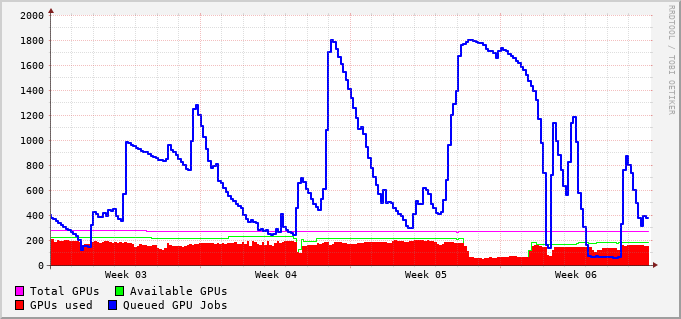 2000
1800
1600
1400
1200
1000
800
600
400
200
0
Week 03 Week 04 Week 05 Week 06
Total GPUs Available GPUs
GPUs used Queued GPU Jobs
RRDTOOL / TOBI OETIKER